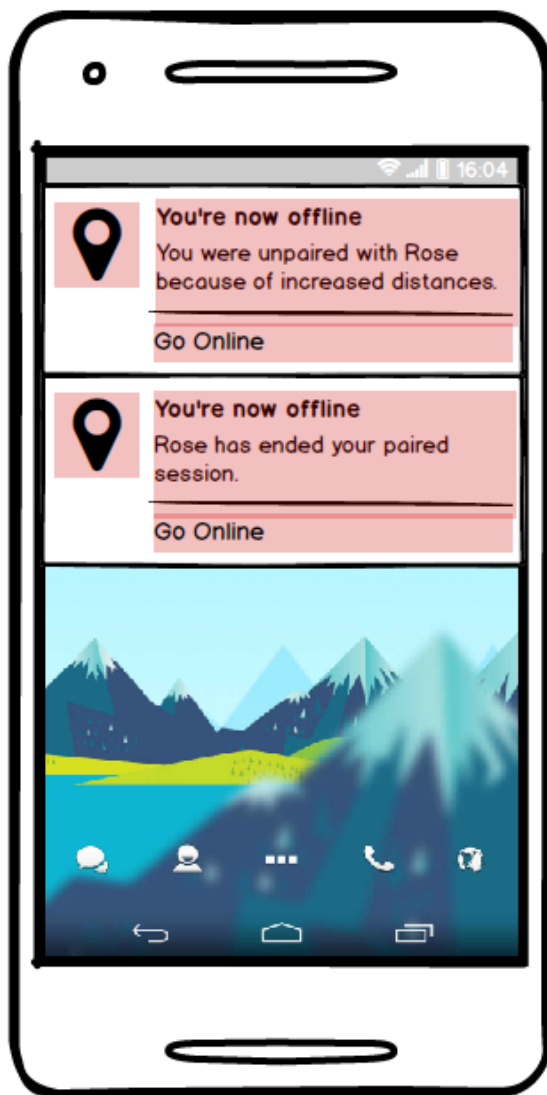 16:04
You're now offline
You were unpaired with Rose
because of increased distances.
Go Online
You're now offline
Rose has ended your paired
session.
Go Online